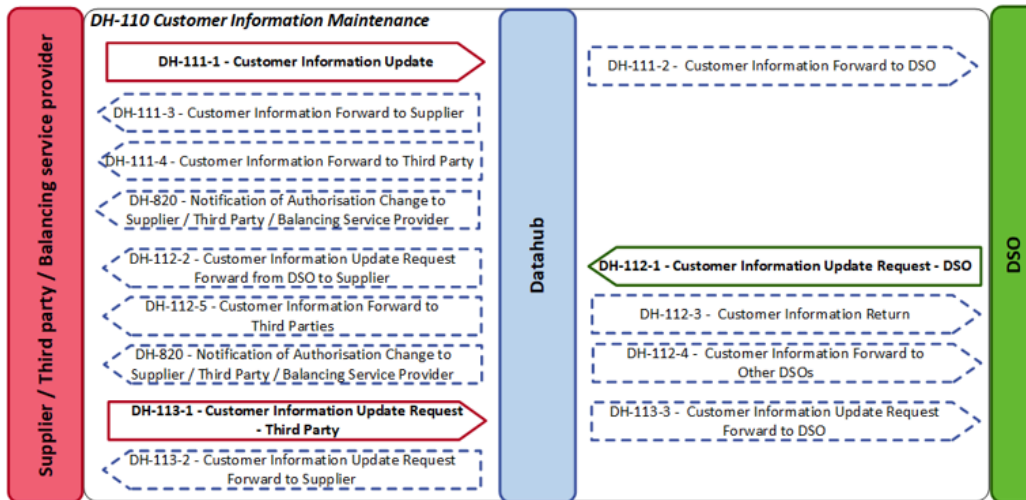 DH-110 Customer Information Maintenance
Supplier / Third party / Balancing service provider
DH-111-1 - Customer Information Update
DH-111-3 - Customer Information Forward to Supplier
DH-111-4 - Customer Information Forward to Third Party
DH-820 - Notification of Authorisation Change to
Supplier / Third Party / Balancing Service Provider
DH-112-2 - Customer Information Update Request
Forward from DSO to Supplier
DH-112-5 - Customer Information Forward to
Third Parties
DH-820 - Notification of Authorisation Change to
Supplier / Third Party / Balancing Service Provider
DH-113-1 - Customer Information Update Request
- Third Party
DH-113-2 - Customer Information Update Request
Forward to Supplier
Datahub
DH-111-2 - Customer Information Forward to DSO
DH-112-1 - Customer Information Update Request - DSO
DH-112-3 - Customer Information Return
DH-112-4 - Customer Information Forward to
Other DSOs
DH-113-3 - Customer Information Update Request
Forward to DSO
DSO